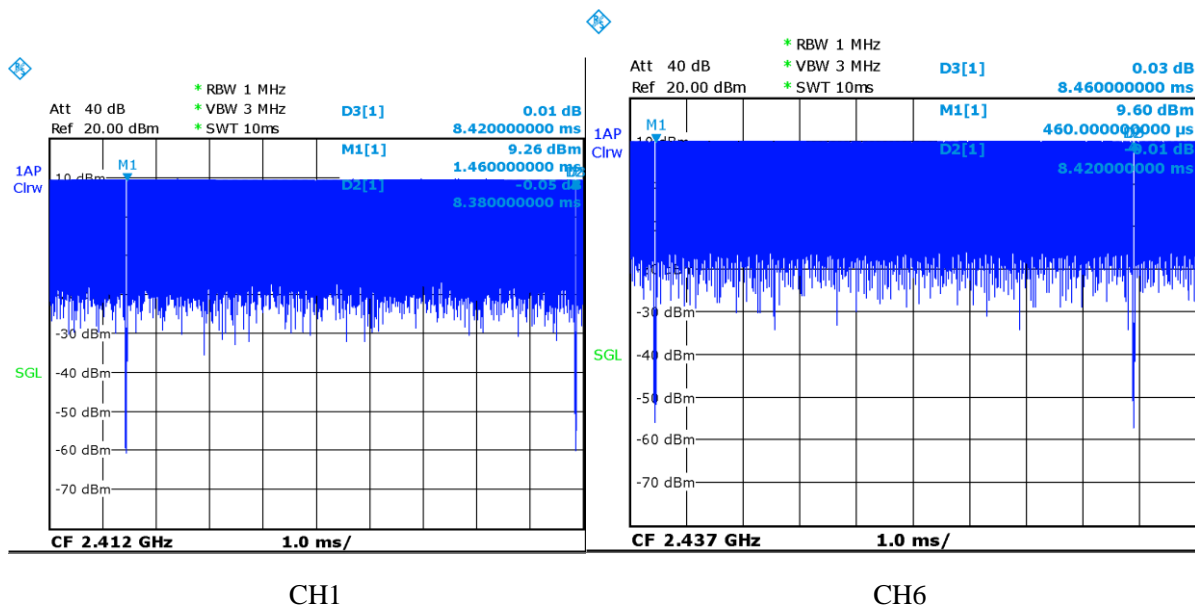 * RBW 1 MHz
Att 40 dB * VBW 3 MHz D3[1] 0.01 dB
Ref 20.00 dBm * SWT 10ms 8.420000000 ms
M1[1] 9.26 dBm
1.460000000 ms
D2[1] -0.05 dB
8.380000000 ms
1AP
Clrw
M1
10 dBm
-30 dBm
SGL
-40 dBm
-50 dBm
-60 dBm
-70 dBm
CF 2.412 GHz 1.0 ms/
CH1
* RBW 1 MHz
Att 40 dB * VBW 3 MHz D3[1] 0.03 dB
Ref 20.00 dBm * SWT 10ms 8.460000000 ms
M1[1] 9.60 dBm
460.000000000 µs
D2[1] -0.01 dB
8.420000000 ms
1AP
Clrw
M1
10 dBm
-30 dBm
SGL
-40 dBm
-50 dBm
-60 dBm
-70 dBm
CF 2.437 GHz 1.0 ms/
CH6